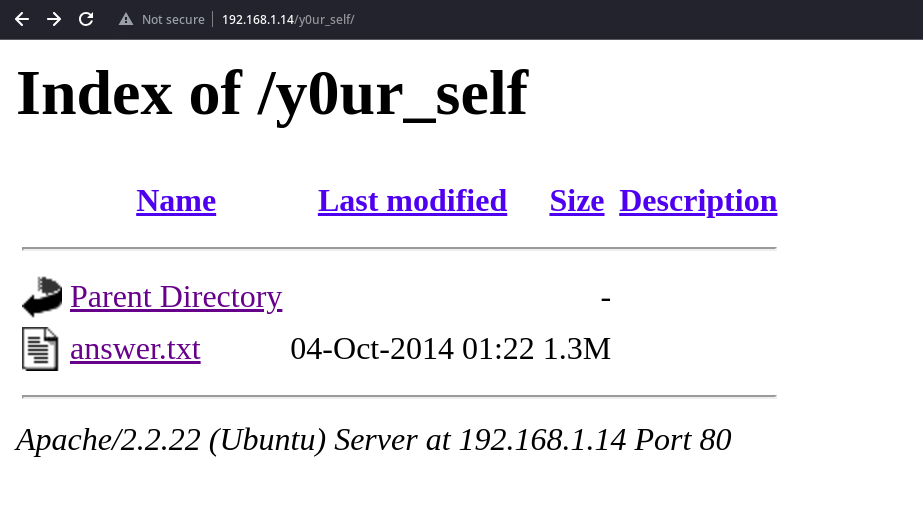 Not secure 192.168.1.14/y0ur_self/
Index of /y0ur_self
Name Last modified Size Description
Parent Directory -
answer.txt 04-Oct-2014 01:22 1.3M
Apache/2.2.22 (Ubuntu) Server at 192.168.1.14 Port 80